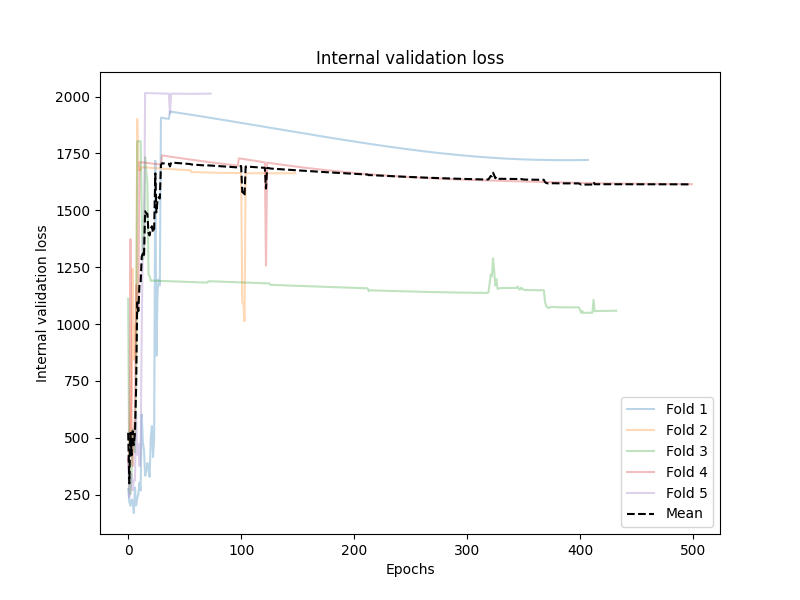 Internal validation loss
Internal validation loss
2000
1750
1500
1250
1000
750
500
250
0
100
200
300
400
500
Epochs
Fold 1
Fold 2
Fold 3
Fold 4
Fold 5
Mean